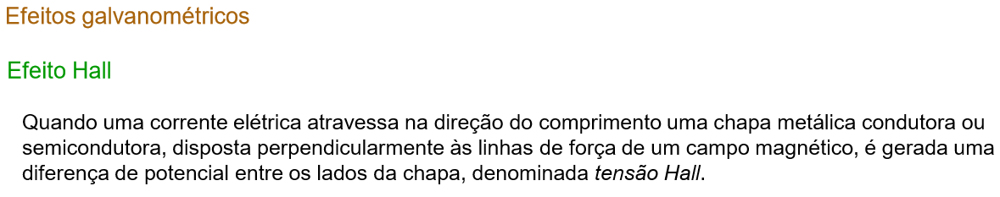 Efeitos galvanométricos
Efeito Hall
Quando uma corrente elétrica atravessa na direção do comprimento uma chapa metálica condutora ou
semicondutora, disposta perpendicularmente às linhas de força de um campo magnético, é gerada uma
diferença de potencial entre os lados da chapa, denominada tensão Hall.